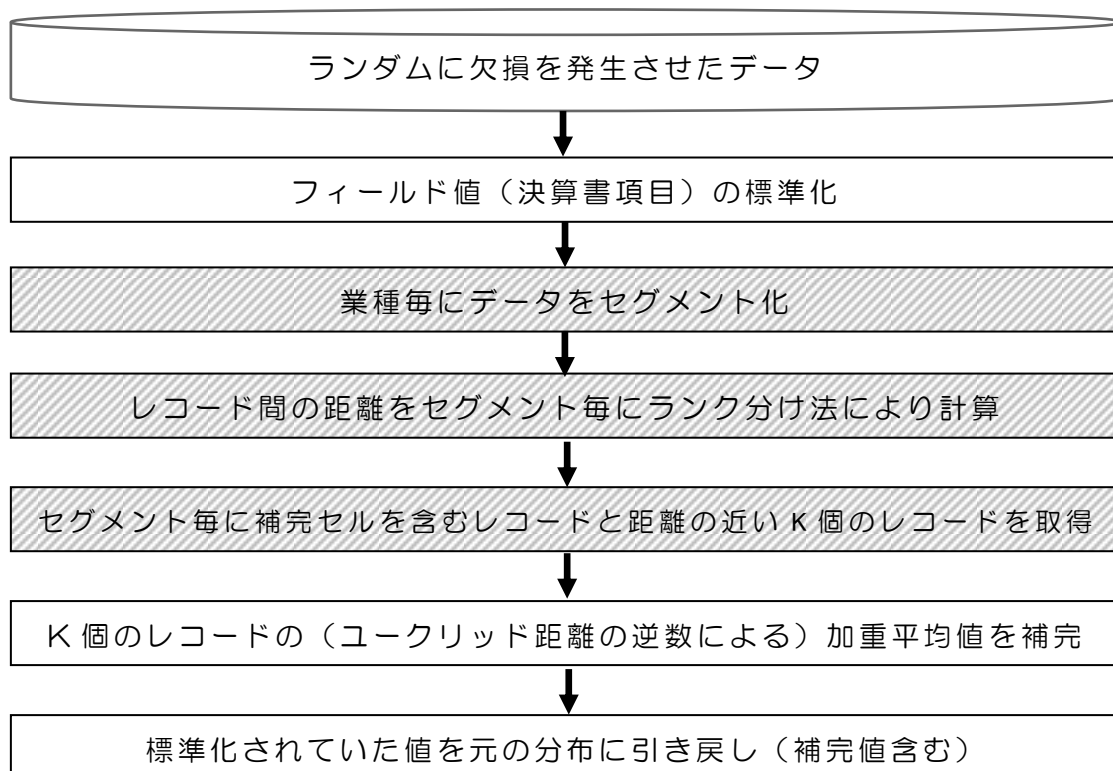 ランダムに欠損を発生させたデータ
フィールド値（決算書項目）の標準化
業種毎にデータをセグメント化
レコード間の距離をセグメント毎にランク分け法により計算
セグメント毎に補完セルを含むレコードと距離の近い K 個のレコードを取得
K 個のレコードの（ユークリッド距離の逆数による）加重平均値を補完
標準化されていた値を元の分布に引き戻し（補完値含む）